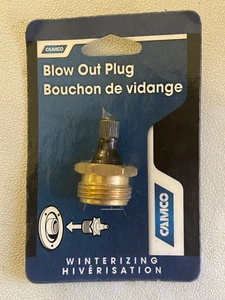 CAMCO
Blow Out Plug
Bouchon de vidange
CAMCO
WINTERIZING
HIVÉRISATION